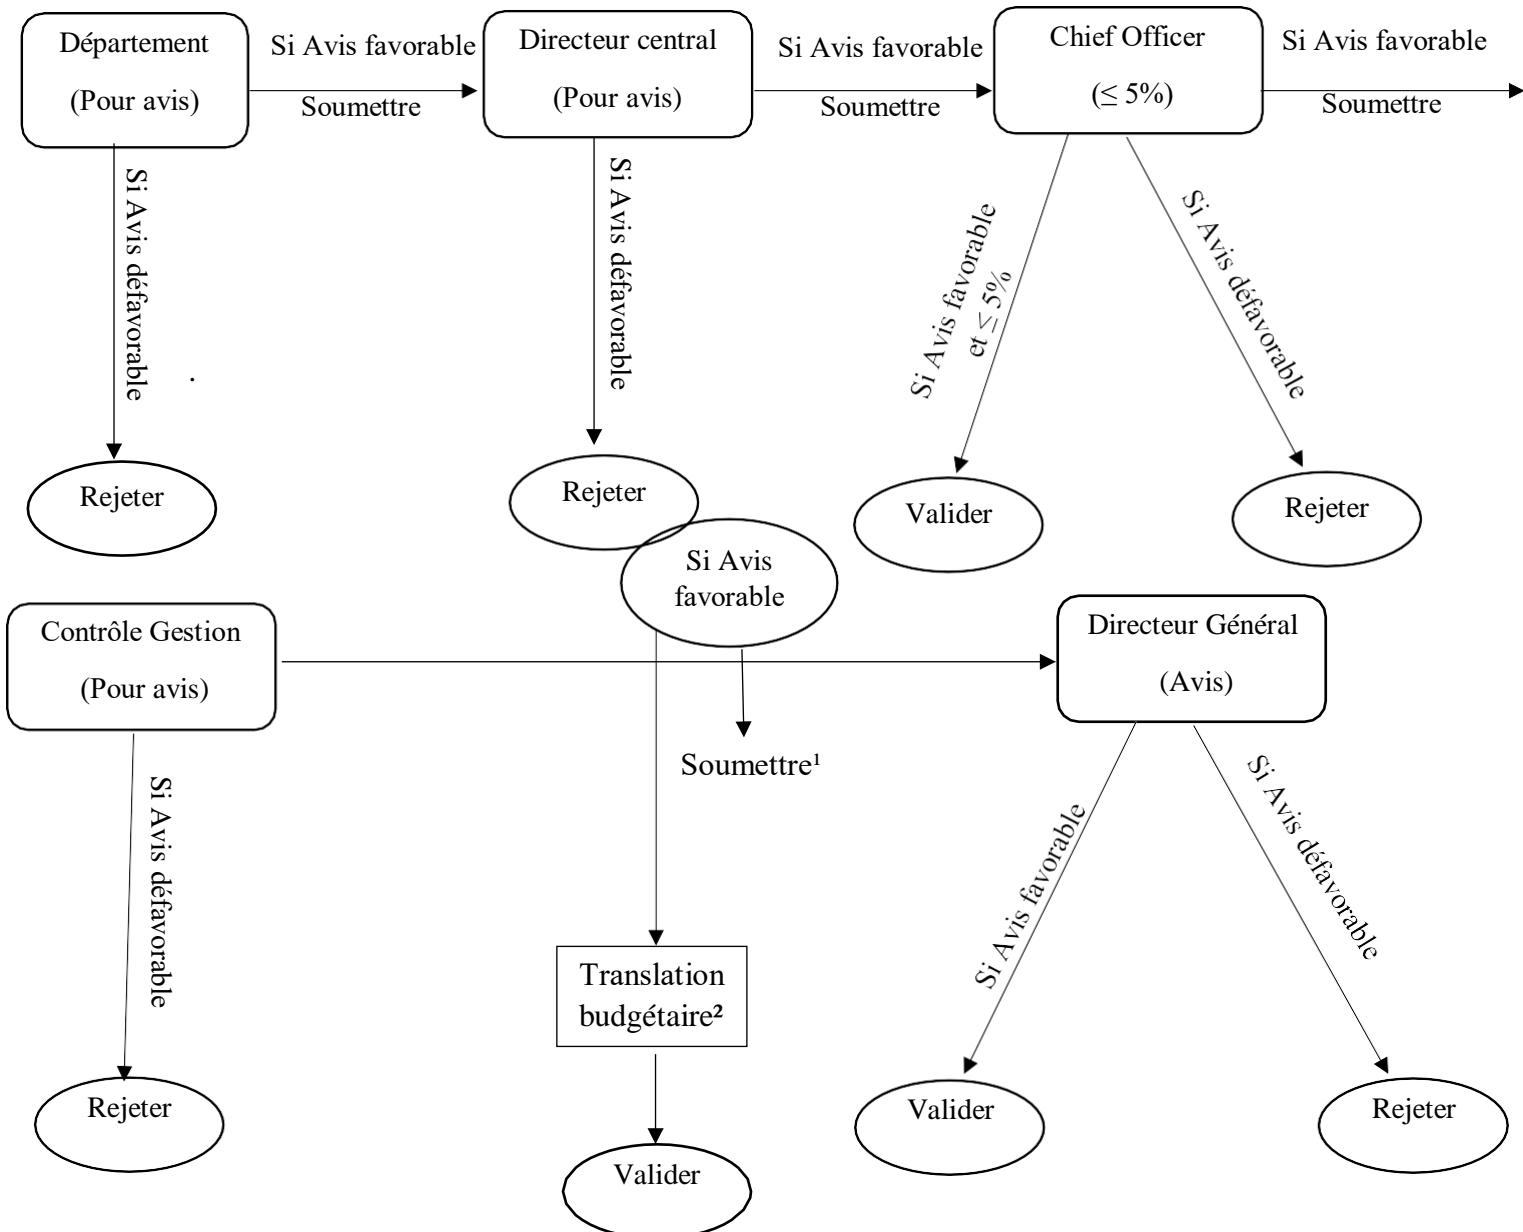 Département
(Pour avis)
Si Avis favorable
Soumettre
Directeur central
(Pour avis)
Si Avis favorable
Soumettre
Chief Officer
(≤ 5%)
Si Avis favorable
Soumettre
Si Avis défavorable
Si Avis défavorable
Si Avis favorable
et ≤ 5%
Si Avis défavorable
.
Rejeter
Rejeter
Valider
Rejeter
Si Avis
favorable
Contrôle Gestion
(Pour avis)
Directeur Général
(Avis)
Soumettre¹
Si Avis défavorable
Si Avis favorable
Si Avis défavorable
Translation
budgétaire²
Rejeter
Valider
Valider
Rejeter